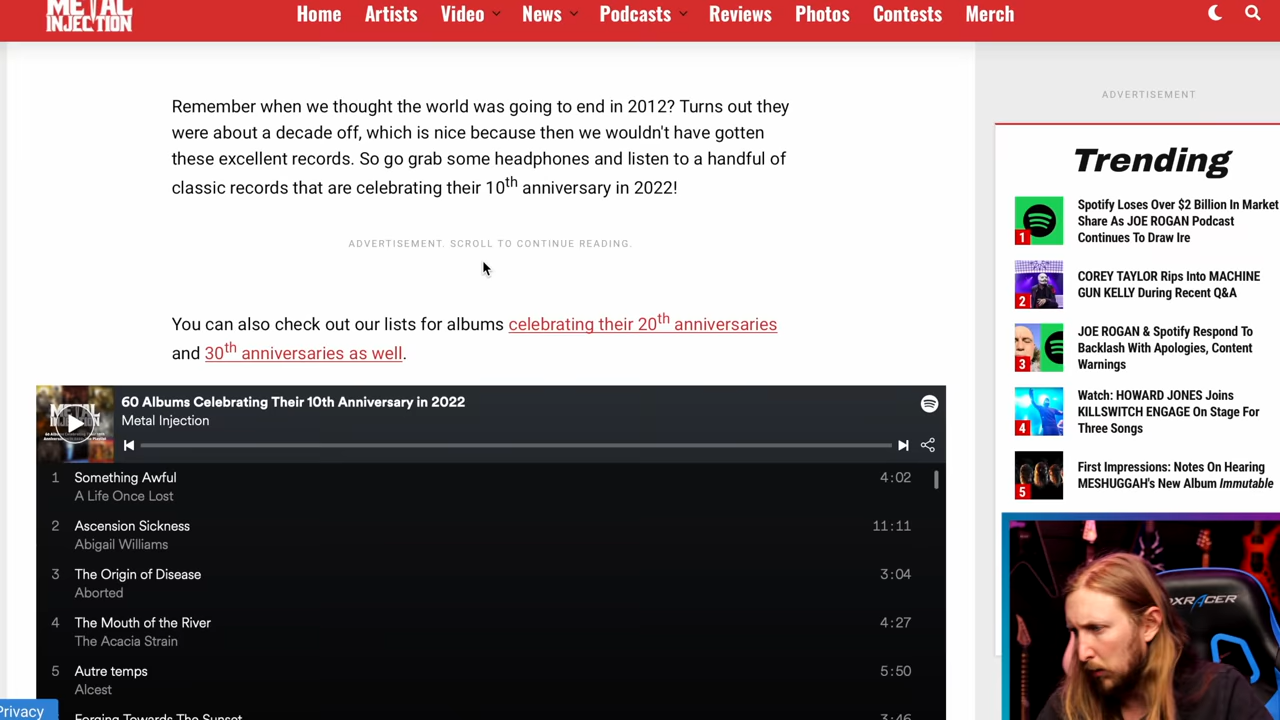 METAL
INJECTION
Home Artists Video News Podcasts Reviews Photos Contests Merch
Remember when we thought the world was going to end in 2012? Turns out they
were about a decade off, which is nice because then we wouldn't have gotten
these excellent records. So go grab some headphones and listen to a handful of
classic records that are celebrating their 10th anniversary in 2022!
ADVERTISEMENT. SCROLL TO CONTINUE READING.
You can also check out our lists for albums celebrating their 20th anniversaries
and 30th anniversaries as well.
60 Albums Celebrating Their 10th Anniversary in 2022
Metal Injection
1 Something Awful 4:02
A Life Once Lost
2 Ascension Sickness 11:11
Abigail Williams
3 The Origin of Disease 3:04
Aborted
4 The Mouth of the River 4:27
The Acacia Strain
5 Autre temps 5:50
Alcest
Forging Towards The Sunset 3:46
Privacy
ADVERTISEMENT
Trending
1
Spotify Loses Over $2 Billion In Market
Share As JOE ROGAN Podcast
Continues To Draw Ire
2
COREY TAYLOR Rips Into MACHINE
GUN KELLY During Recent Q&A
3
JOE ROGAN & Spotify Respond To
Backlash With Apologies, Content
Warnings
4
Watch: HOWARD JONES Joins
KILLSWITCH ENGAGE On Stage For
Three Songs
5
First Impressions: Notes On Hearing
MESHUGGAH's New Album Immutable
DXRACER